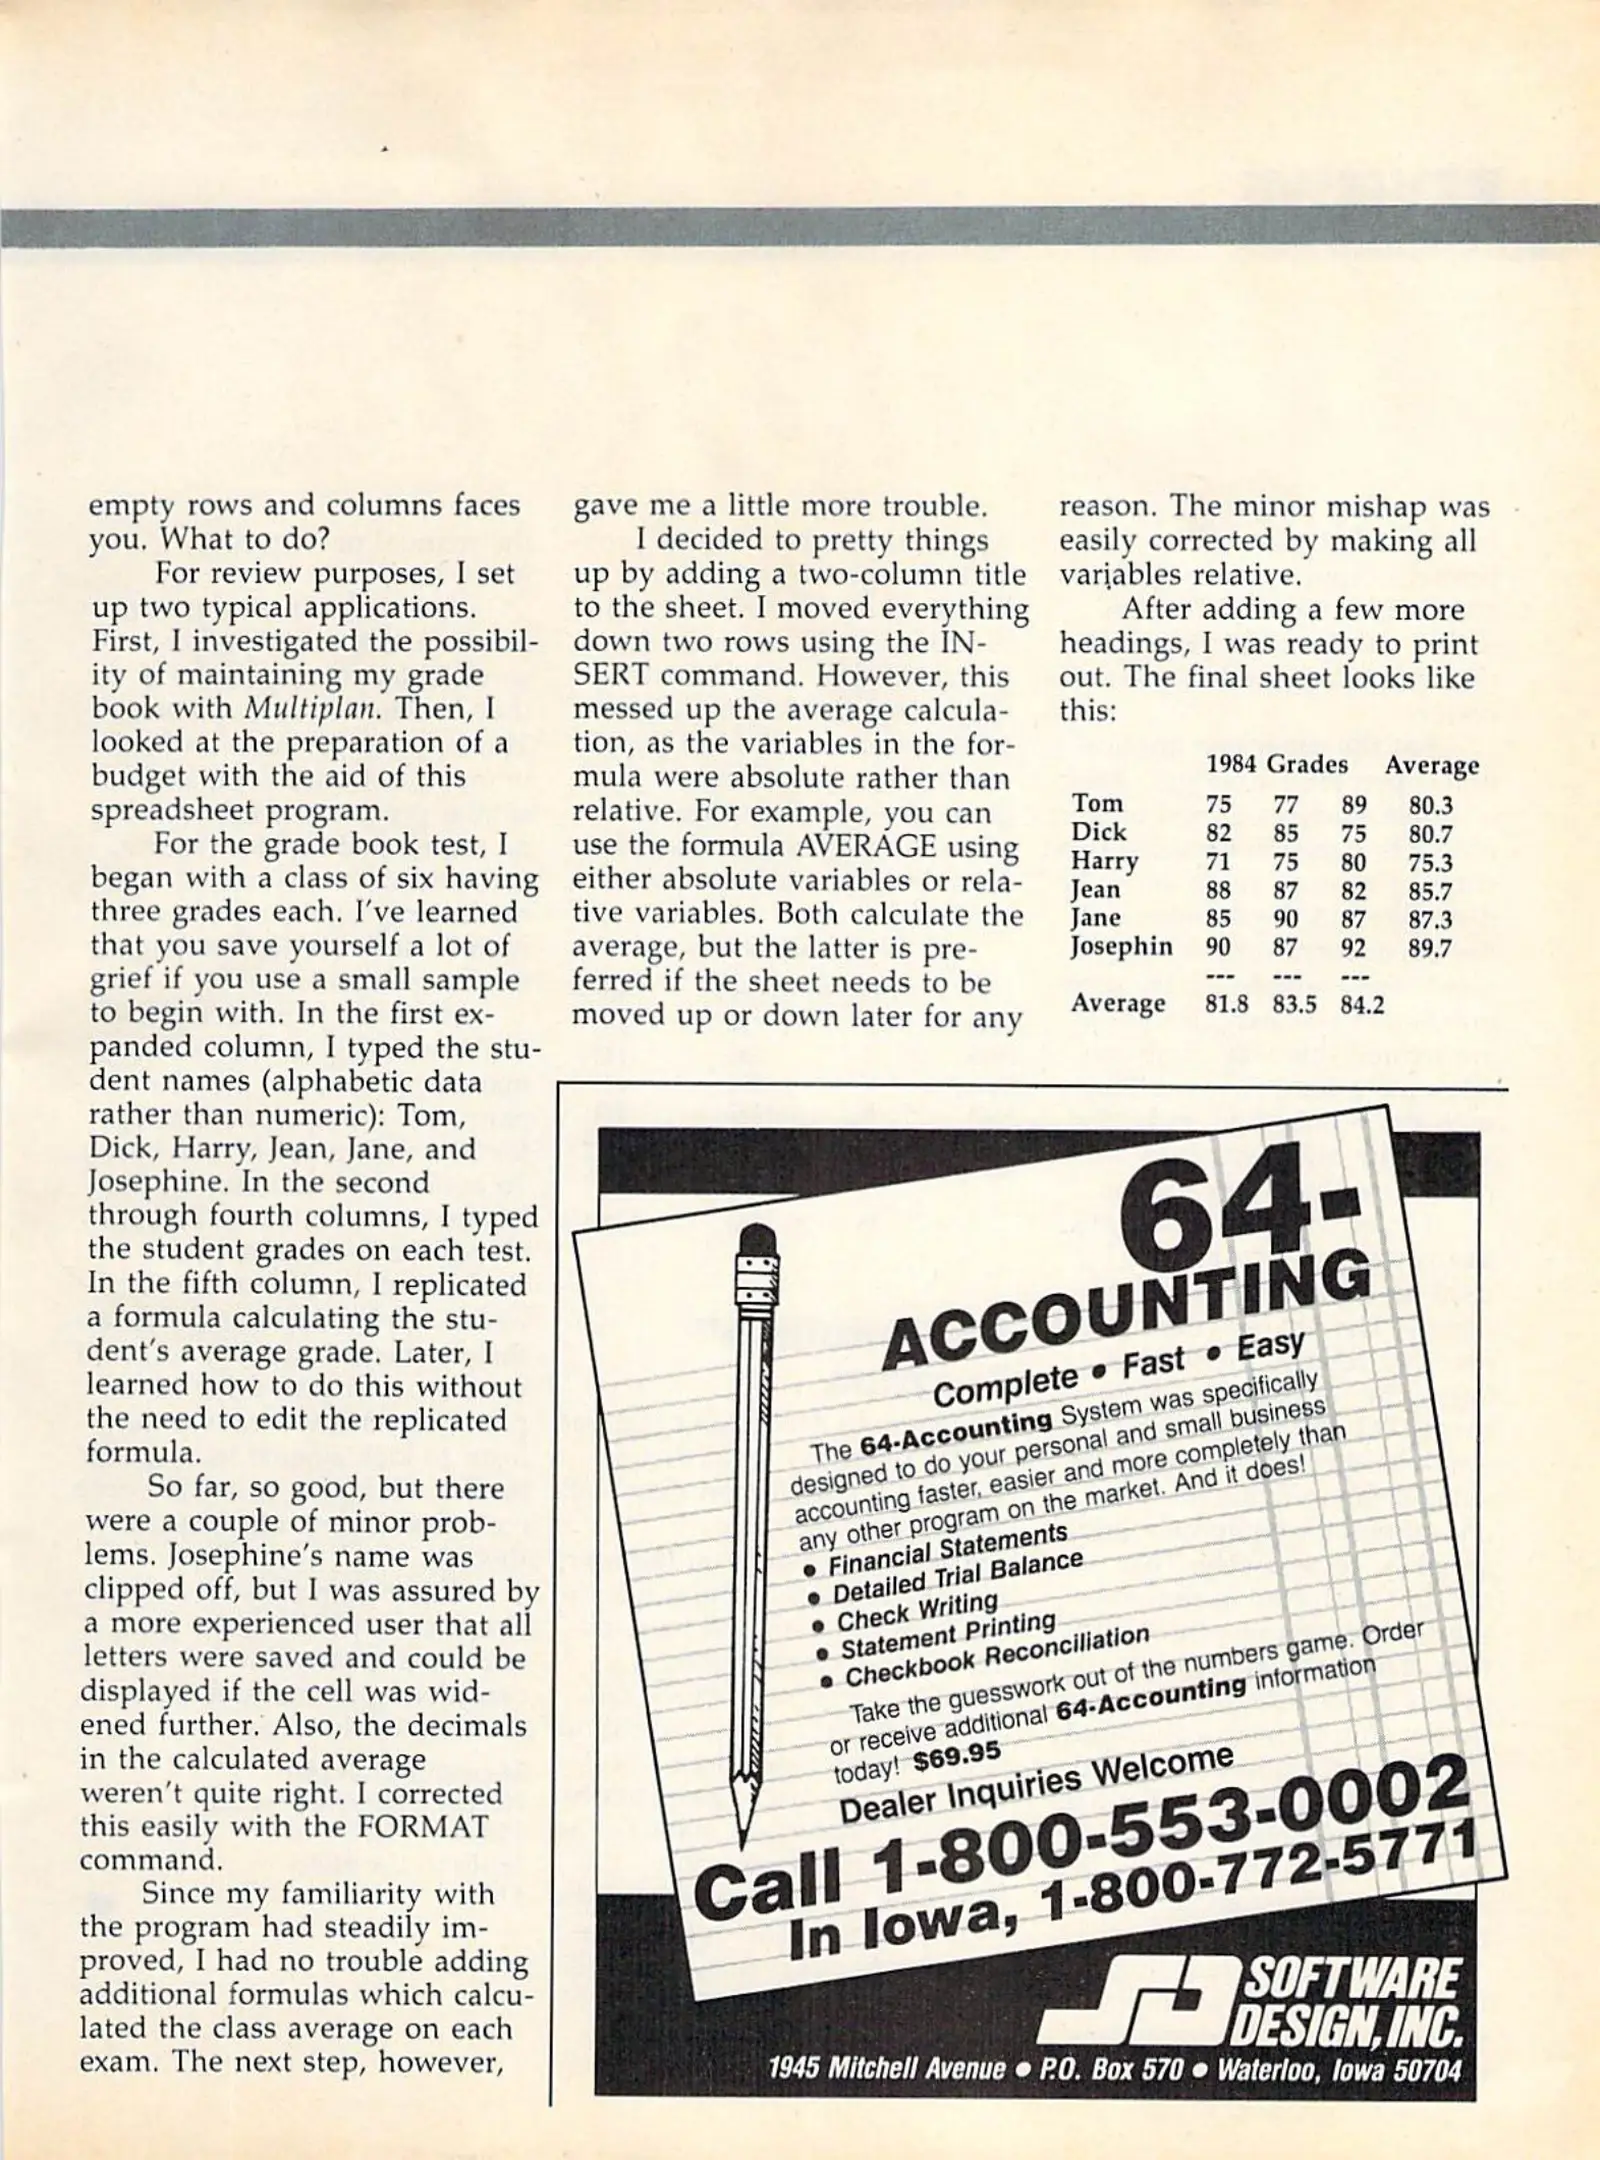 empty rows and columns faces
you. What to do?
For review purposes, I set
up two typical applications.
First, I investigated the possibil-
ity of maintaining my grade
book with Multiplan. Then, I
looked at the preparation of a
budget with the aid of this
spreadsheet program.
For the grade book test, I
began with a class of six having
three grades each. I've learned
that you save yourself a lot of
grief if you use a small sample
to begin with. In the first ex-
panded column, I typed the stu-
dent names (alphabetic data
rather than numeric): Tom,
Dick, Harry, Jean, Jane, and
Josephine. In the second
through fourth columns, I typed
the student grades on each test.
In the fifth column, I replicated
a formula calculating the stu-
dent's average grade. Later, I
learned how to do this without
the need to edit the replicated
formula.
So far, so good, but there
were a couple of minor prob-
lems. Josephine's name was
clipped off, but I was assured by
a more experienced user that all
letters were saved and could be
displayed if the cell was wid-
ened further. Also, the decimals
in the calculated average
weren't quite right. I corrected
this easily with the FORMAT
command.
Since my familiarity with
the program had steadily im-
proved, I had no trouble adding
additional formulas which calcu-
lated the class average on each
exam. The next step, however,
gave me a little more trouble.
I decided to pretty things
up by adding a two-column title
to the sheet. I moved everything
down two rows using the IN-
SERT command. However, this
messed up the average calcula-
tion, as the variables in the for-
mula were absolute rather than
relative. For example, you can
use the formula AVERAGE using
either absolute variables or rela-
tive variables. Both calculate the
average, but the latter is pre-
ferred if the sheet needs to be
moved up or down later for any
reason. The minor mishap was
easily corrected by making all
variables relative.
After adding a few more
headings, I was ready to print
out. The final sheet looks like
this:
1984 Grades Average
Tom 75 77 89 80.3
Dick 82 85 75 80.7
Harry 71 75 80 75.3
Jean 88 87 82 85.7
Jane 85 90 87 87.3
Josephin 90 87 92 89.7
--- --- ---
Average 81.8 83.5 84.2
64-
ACCOUNTING
Complete • Fast • Easy
The 64-Accounting System was specifically
designed to do your personal and small business
accounting faster, easier and more completely than
any other program on the market. And it does!
• Financial Statements
• Detailed Trial Balance
• Check Writing
• Statement Printing
• Checkbook Reconciliation
Take the guesswork out of the numbers game. Order
or receive additional 64-Accounting information
today! $69.95
Dealer Inquiries Welcome
Call 1-800-553-0002
In Iowa, 1-800-772-5771
SOFTWARE
DESIGN, INC.
1945 Mitchell Avenue • P.O. Box 570 • Waterloo, Iowa 50704